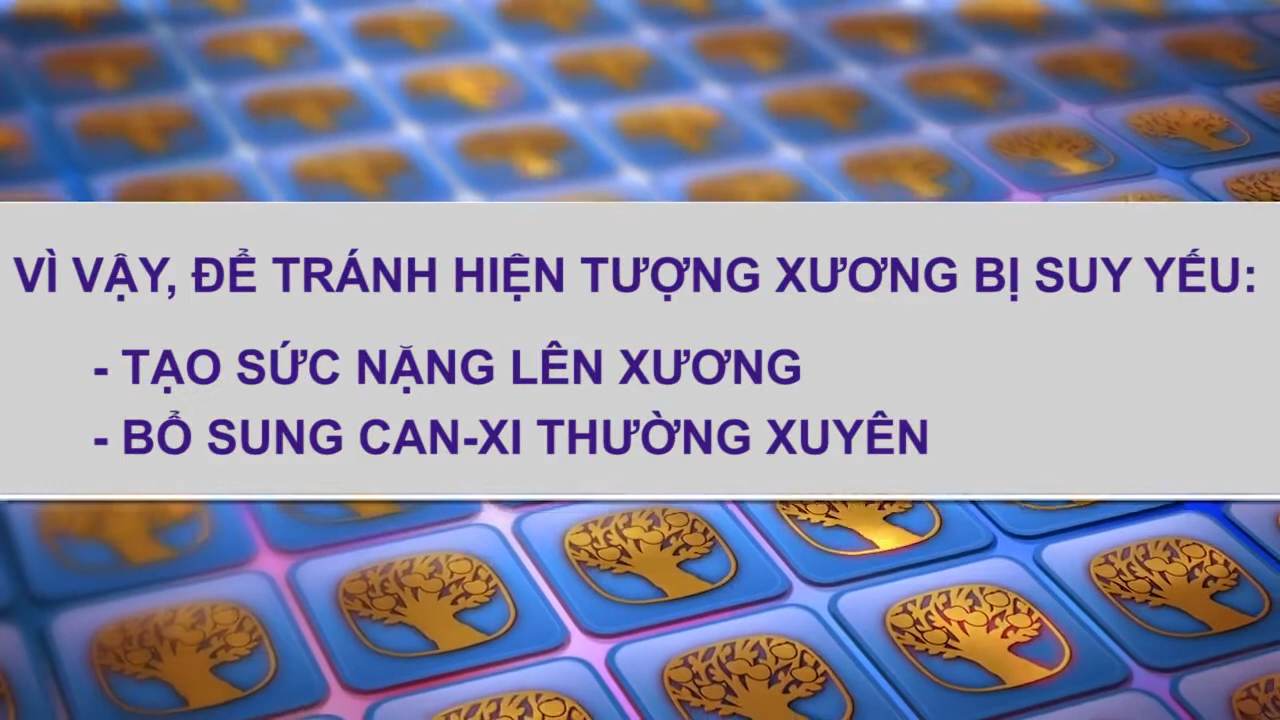 VÌ VẬY, ĐỂ TRÁNH HIỆN TƯỢNG XƯƠNG BỊ SUY YẾU:
- TẠO SỨC NẶNG LÊN XƯƠNG
- BỔ SUNG CAN-XI THƯỜNG XUYÊN